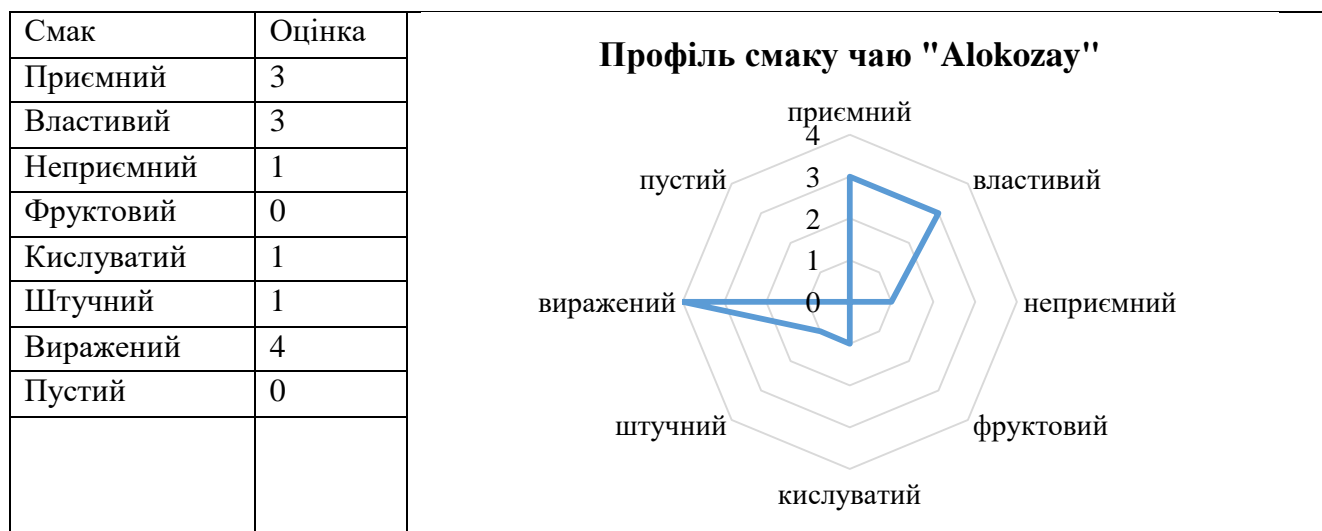 Смак Оцінка
Приємний 3
Властивий 3
Неприємний 1
Фруктовий 0
Кислуватий 1
Штучний 1
Виражений 4
Пустий 0
Профіль смаку чаю "Alokozay"
приємний
4
пустий 3 властивий
2
1
виражений 0 неприємний
штучний фруктовий
кислуватий